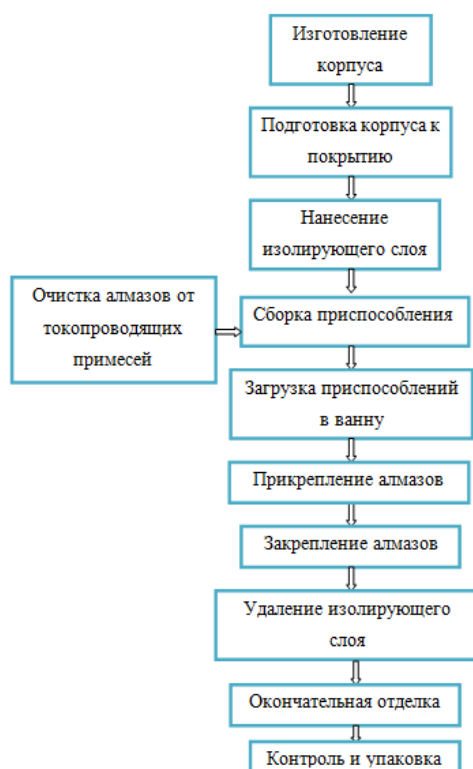 Изготовление
корпуса
Подготовка корпуса к
покрытию
Нанесение
изолирующего слоя
Очистка алмазов от
токопроводящих
примесей
Сборка приспособления
Загрузка приспособлений
в ванну
Прикрепление алмазов
Закрепление алмазов
Удаление изолирующего
слоя
Окончательная отделка
Контроль и упаковка